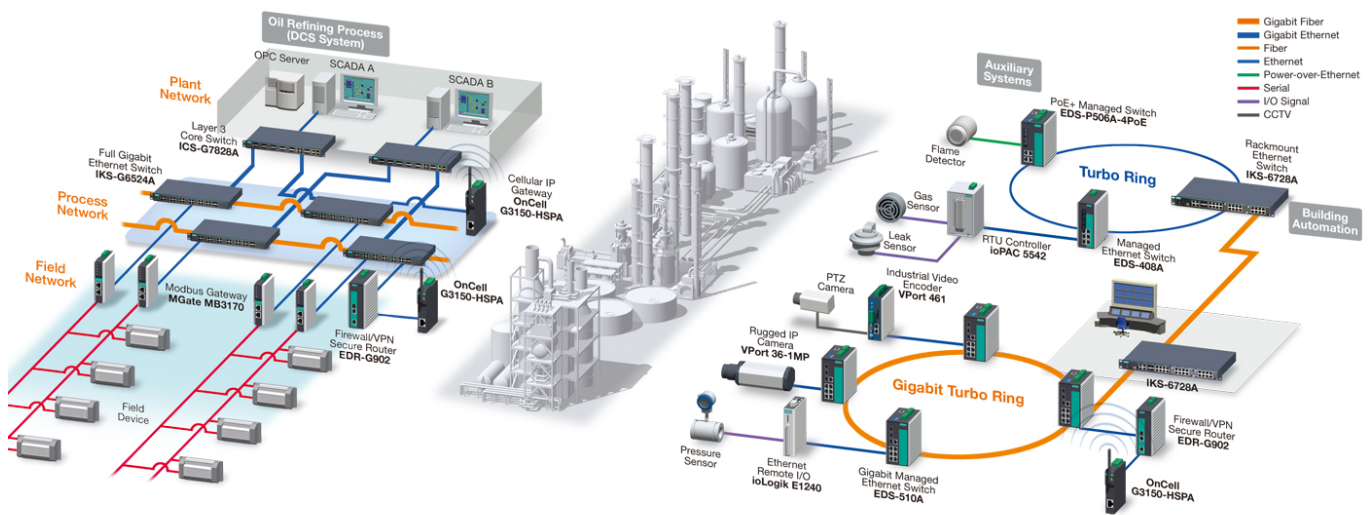 Oil Refining Process
(DCS System)
OPC Server
SCADA A
SCADA B
Plant
Network
Layer 3
Core Switch
ICS-G7828A
Full Gigabit
Ethernet Switch
IKS-G6524A
Cellular IP
Gateway
OnCell
G3150-HSPA
Process
Network
Field
Network
Modbus Gateway
MGate MB3170
OnCell
G3150-HSPA
Firewall/VPN
Secure Router
EDR-G902
Field
Device
Auxiliary
Systems
Gigabit Fiber
Gigabit Ethernet
Fiber
Ethernet
Power-over-Ethernet
Serial
I/O Signal
CCTV
PoE+ Managed Switch
EDS-P506A-4PoE
Flame
Detector
Turbo Ring
Rackmount
Ethernet
Switch
IKS-6728A
Gas
Sensor
Leak
Sensor
RTU Controller
ioPAC 5542
Managed
Ethernet Switch
EDS-408A
Building
Automation
PTZ
Camera
Industrial Video
Encoder
VPort 461
Rugged IP
Camera
VPort 36-1MP
Gigabit Turbo Ring
IKS-6728A
Pressure
Sensor
Ethernet
Remote I/O
ioLogik E1240
Gigabit Managed
Ethernet Switch
EDS-510A
Firewall/VPN
Secure Router
EDR-G902
OnCell
G3150-HSPA